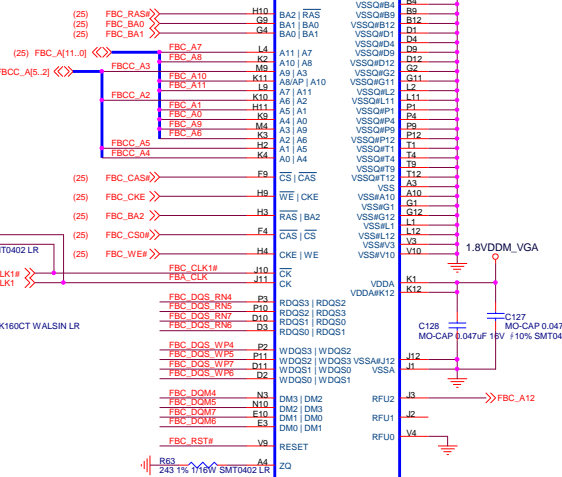 (25) FBC_RAS# H10 BA2 | RAS VSSQ#B4 B4
(25) FBC_BA0 G9 BA0 | BA0 VSSQ#B9 B9
(25) FBC_BA1 G4 BA0 | BA1 VSSQ#B12 B12
VSSQ#D1 D1
VSSQ#D4 D4
(25) FBC_A[11..0] FBC_A7 L4 A11 | A7 VSSQ#D9 D9
FBC_A8 K2 A10 | A8 VSSQ#D12 D12
FBCC_A[5..2] FBCC_A3 M9 A9 | A3 VSSQ#G2 G2
FBC_A10 K11 A8/AP | A10 VSSQ#G11 G11
FBC_A11 L9 A7 | A11 VSSQ#L2 L2
FBCC_A2 K10 A6 | A2 VSSQ#L11 L11
FBC_A1 H11 A5 | A1 VSSQ#P1 P1
FBC_A0 K9 A4 | A0 VSSQ#P4 P4
FBC_A9 M4 A3 | A9 VSSQ#P9 P9
FBC_A6 K3 A2 | A6 VSSQ#P12 P12
FBCC_A5 H2 A1 | A5 VSSQ#T1 T1
FBCC_A4 K4 A0 | A4 VSSQ#T4 T4
VSSQ#T9 T9
(25) FBC_CAS# F9 CS | CAS VSSQ#T12 T12
VSS A3
(25) FBC_CKE H9 WE | CKE VSS#A10 A10
VSS#G1 G1
(25) FBC_BA2 H3 RAS | BA2 VSS#G12 G12
VSS#L1 L1
(25) FBC_CS0# F4 CAS | CS VSS#L12 L12
VSS#V3 V3
T0402 LR (25) FBC_WE# H4 CKE | WE VSS#V10 V10
1.8VDDM_VGA
LK1# FBC_CLK1# J10 CK
LK1 FBA_CLK J11 CK VDDA K1
VDDA#K12 K12
FBC_DQS_RN4 P3 RDQS3 | RDQS2
FBC_DQS_RN5 P10 RDQS2 | RDQS3
FBC_DQS_RN7 D10 RDQS1 | RDQS0
FBC_DQS_RN6 D3 RDQS0 | RDQS1
K160CT WALSIN LR
C127
MO-CAP 0.047
C128
MO-CAP 0.047uF 16V ƒ10% SMT04
FBC_DQS_WP4 P2 WDQS3 | WDQS2
FBC_DQS_WP5 P11 WDQS2 | WDQS3 VSSA#J12 J12
FBC_DQS_WP7 D11 WDQS1 | WDQS0 VSSA J1
FBC_DQS_WP6 D2 WDQS0 | WDQS1
FBC_DQM4 N3 DM3 | DM2 RFU2 J3 FBC_A12
FBC_DQM5 N10 DM2 | DM3
FBC_DQM7 E10 DM1 | DM0 RFU1 J2
FBC_DQM6 E3 DM0 | DM1
RFU0 V4
FBC_RST# V9 RESET
R63 A4 ZQ
243 1% 1/16W SMT0402 LR